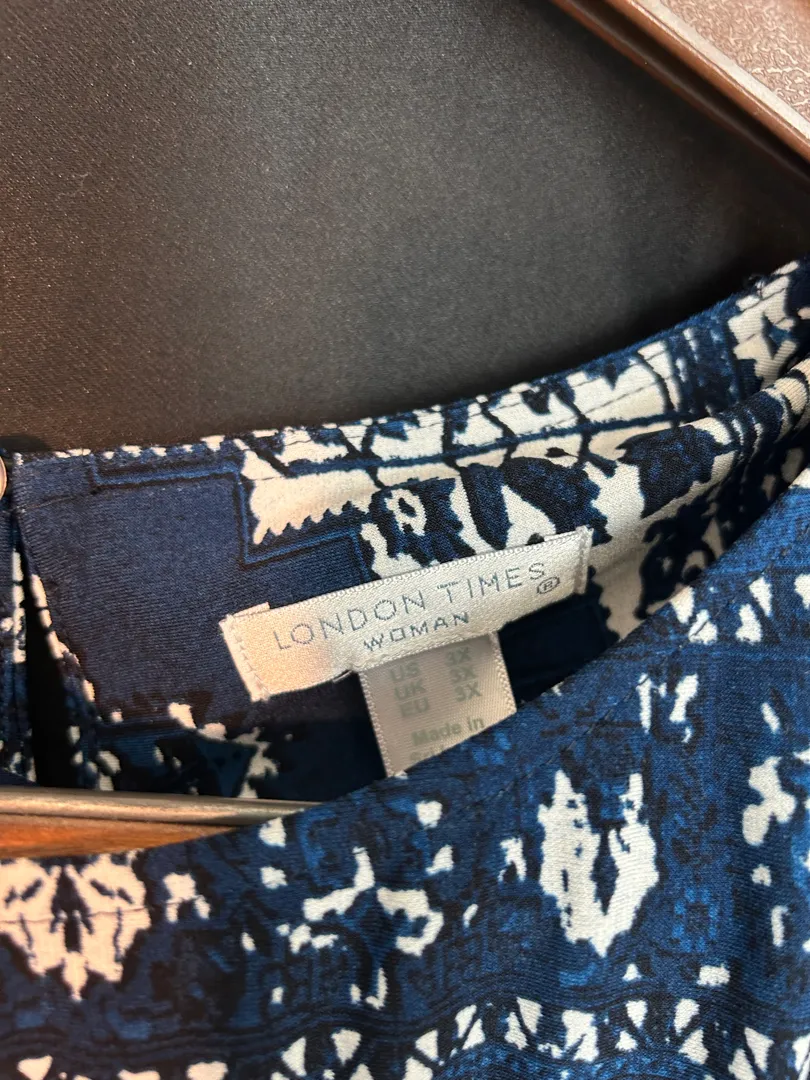 LONDON TIMES®
WOMAN
US 3X
UK 3X
EU 3X
Made in